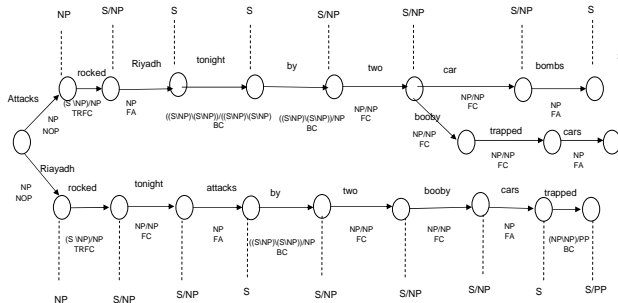 NP S/NP S S S/NP S/NP S/NP S
rocked Riyadh tonight by two car bombs
Attacks
(S \NP)/NP
TRFC
NP
FA
((S\NP)\(S\NP))/((S\NP)\(S\NP)
BC
((S\NP)\(S\NP))/NP
BC
NP/NP
FC
NP/NP
FC
NP
FA
NP
NOP
booby
NP/NP
FC
trapped cars
NP/NP
FC
NP
FA
Riayadh
NP
NOP
rocked tonight attacks by two booby cars trapped
(S \NP)/NP
TRFC
NP/NP
FC
NP
FA
((S\NP)\(S\NP))/NP
BC
NP/NP
FC
NP/NP
FC
NP
FA
(NP\NP)/PP
BC
NP S/NP S/NP S S/NP S/NP S/NP S S/PP